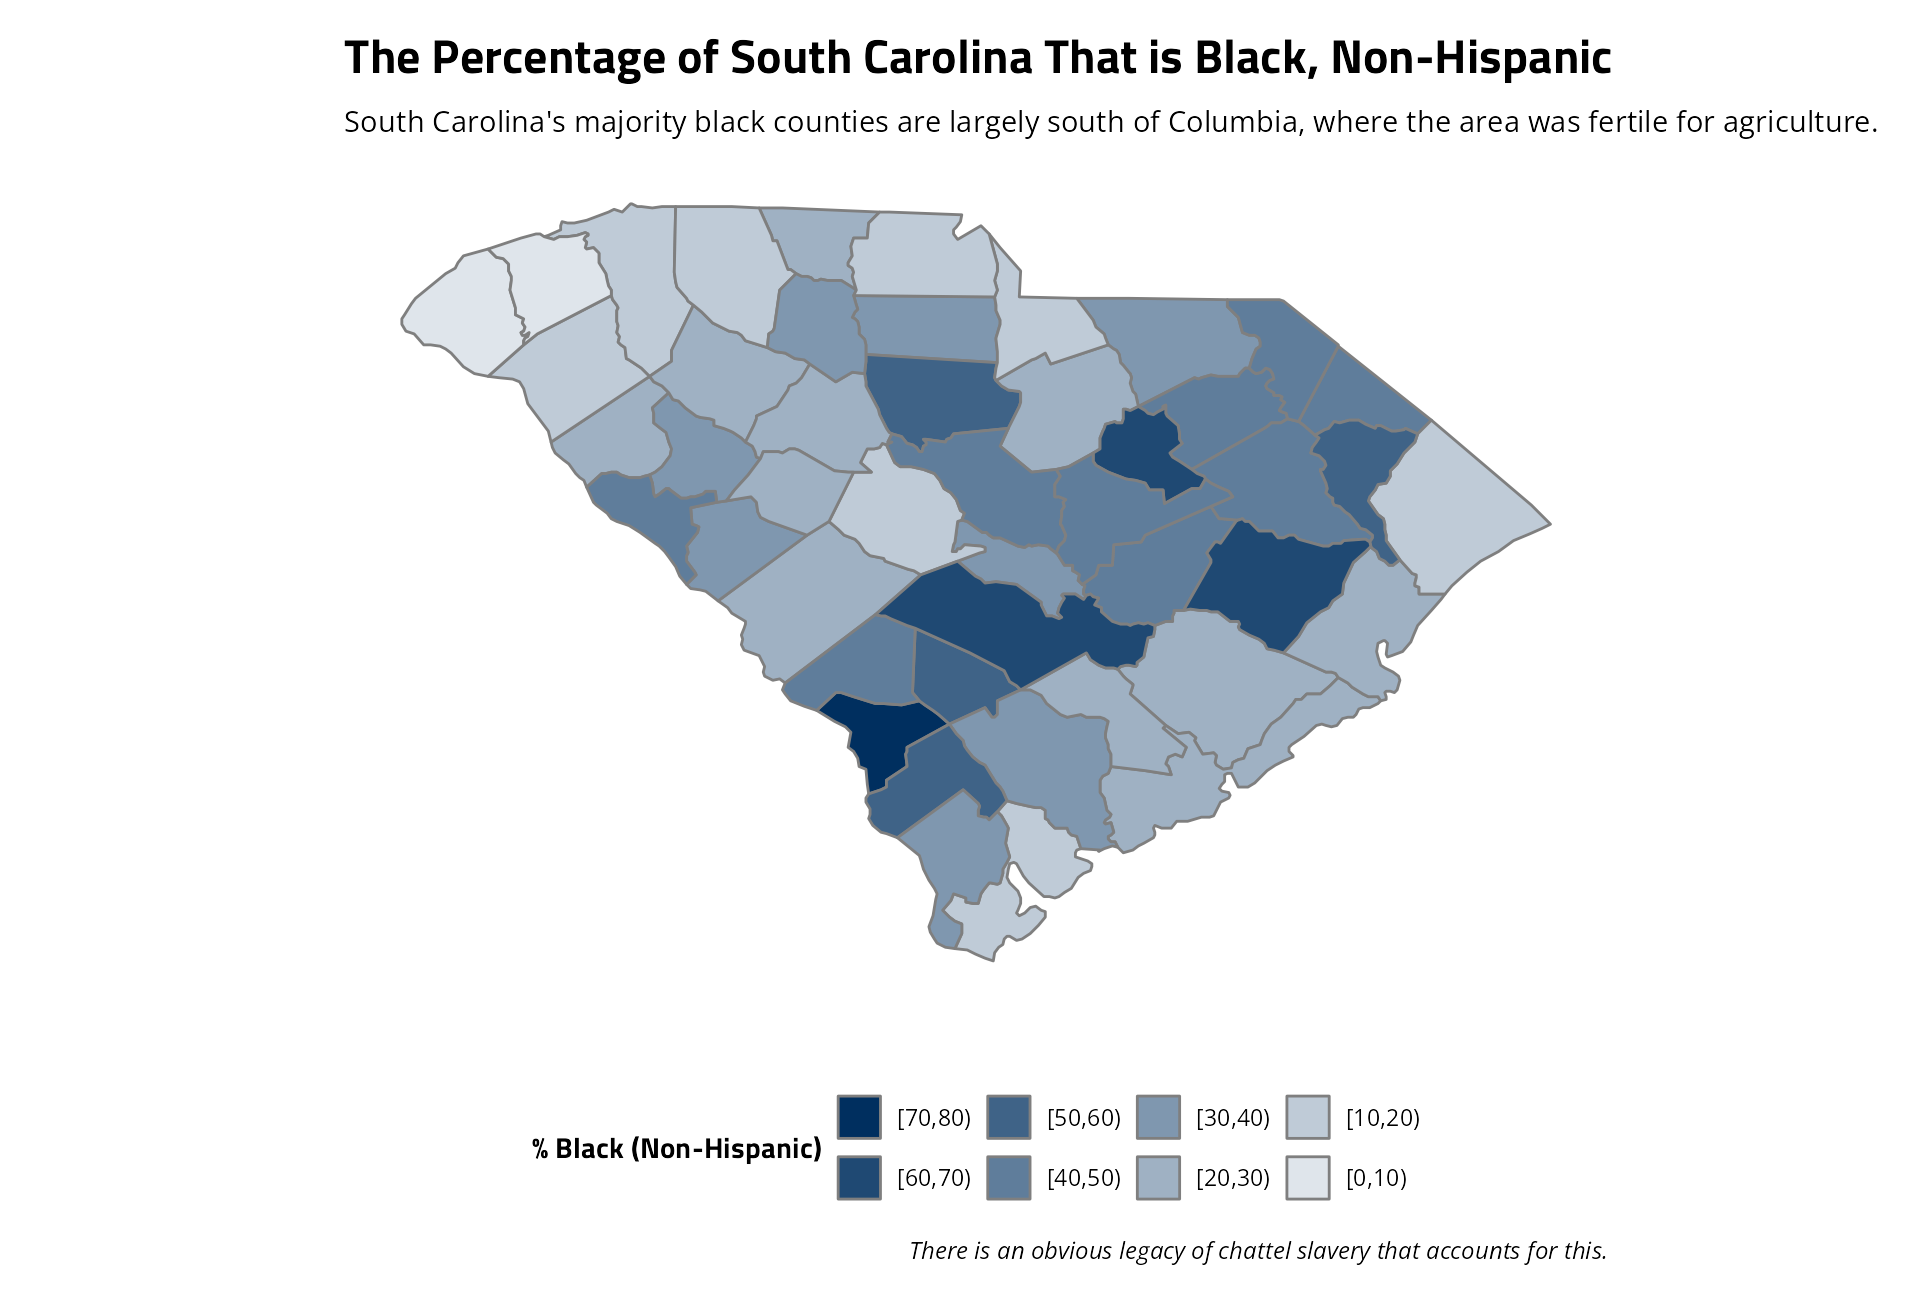 The Percentage of South Carolina That is Black, Non-Hispanic
South Carolina's majority black counties are largely south of Columbia, where the area was fertile for agriculture.
% Black (Non-Hispanic)
[70,80) [50,60) [30,40) [10,20)
[60,70) [40,50) [20,30) [0,10)
There is an obvious legacy of chattel slavery that accounts for this.